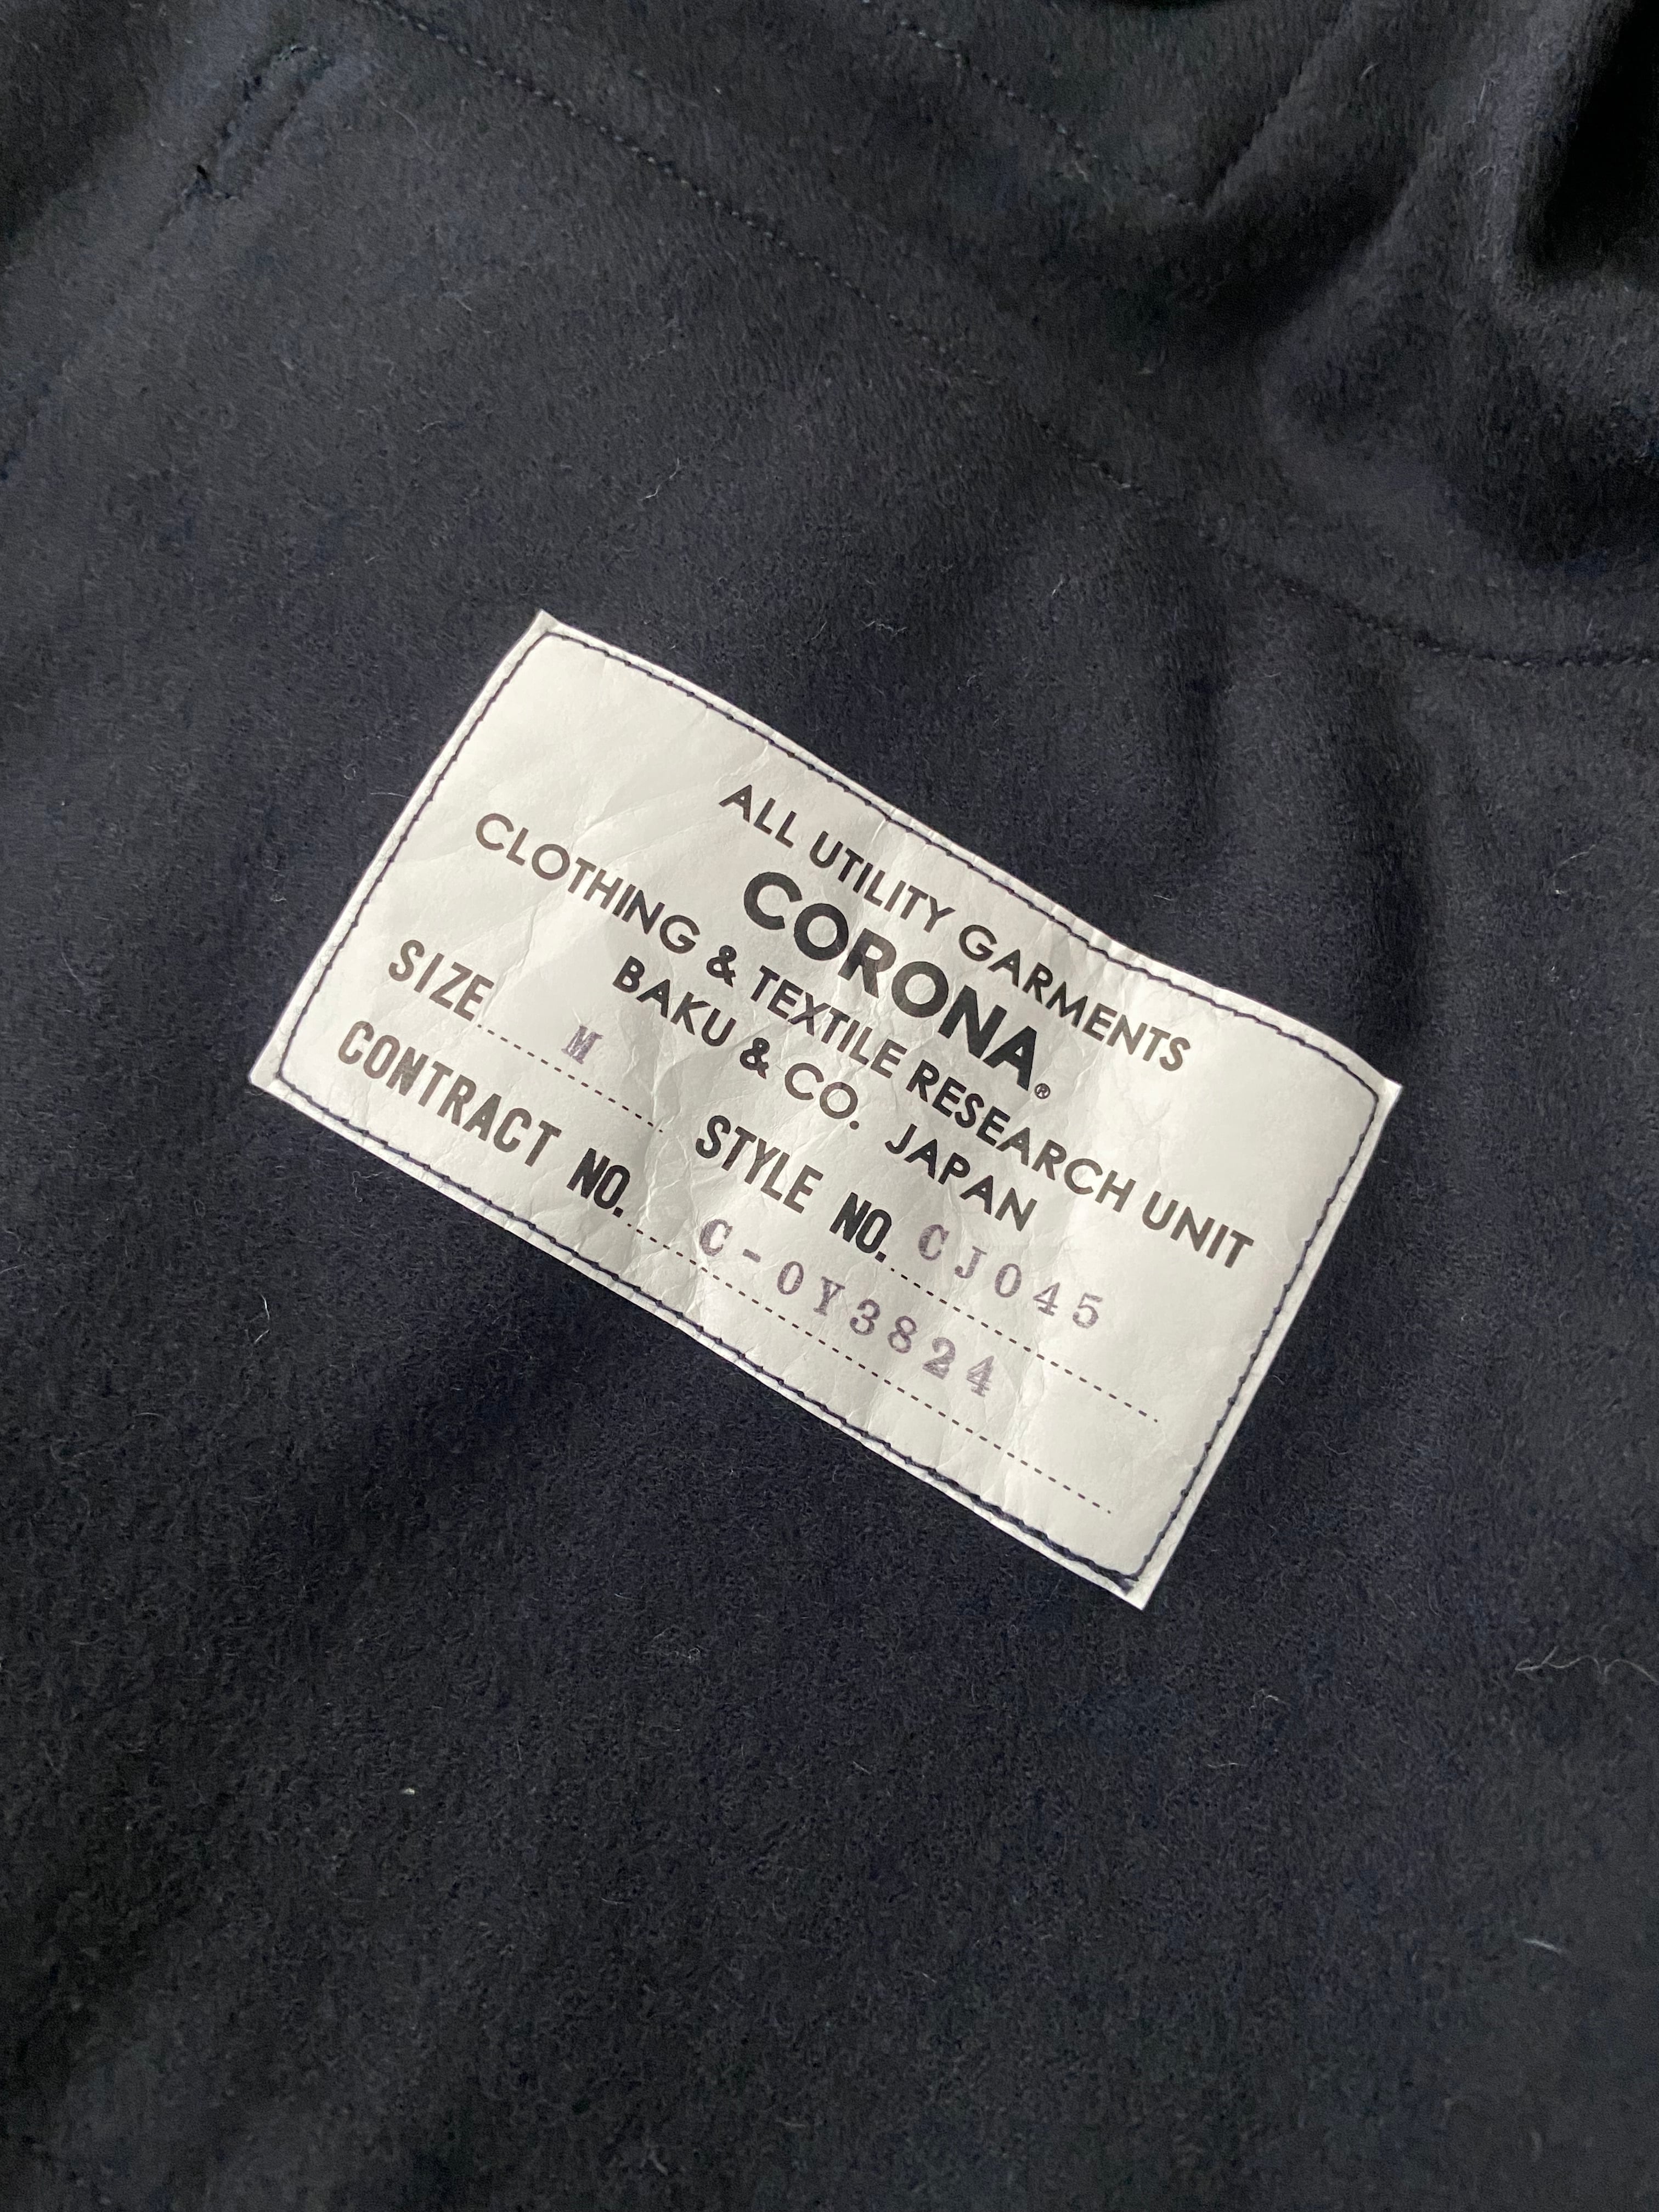 ALL UTILITY GARMENTS
CORONA®
CLOTHING & TEXTILE RESEARCH UNIT
BAKU & CO. JAPAN
SIZE M STYLE NO. CJ045
CONTRACT NO. C-0Y3824